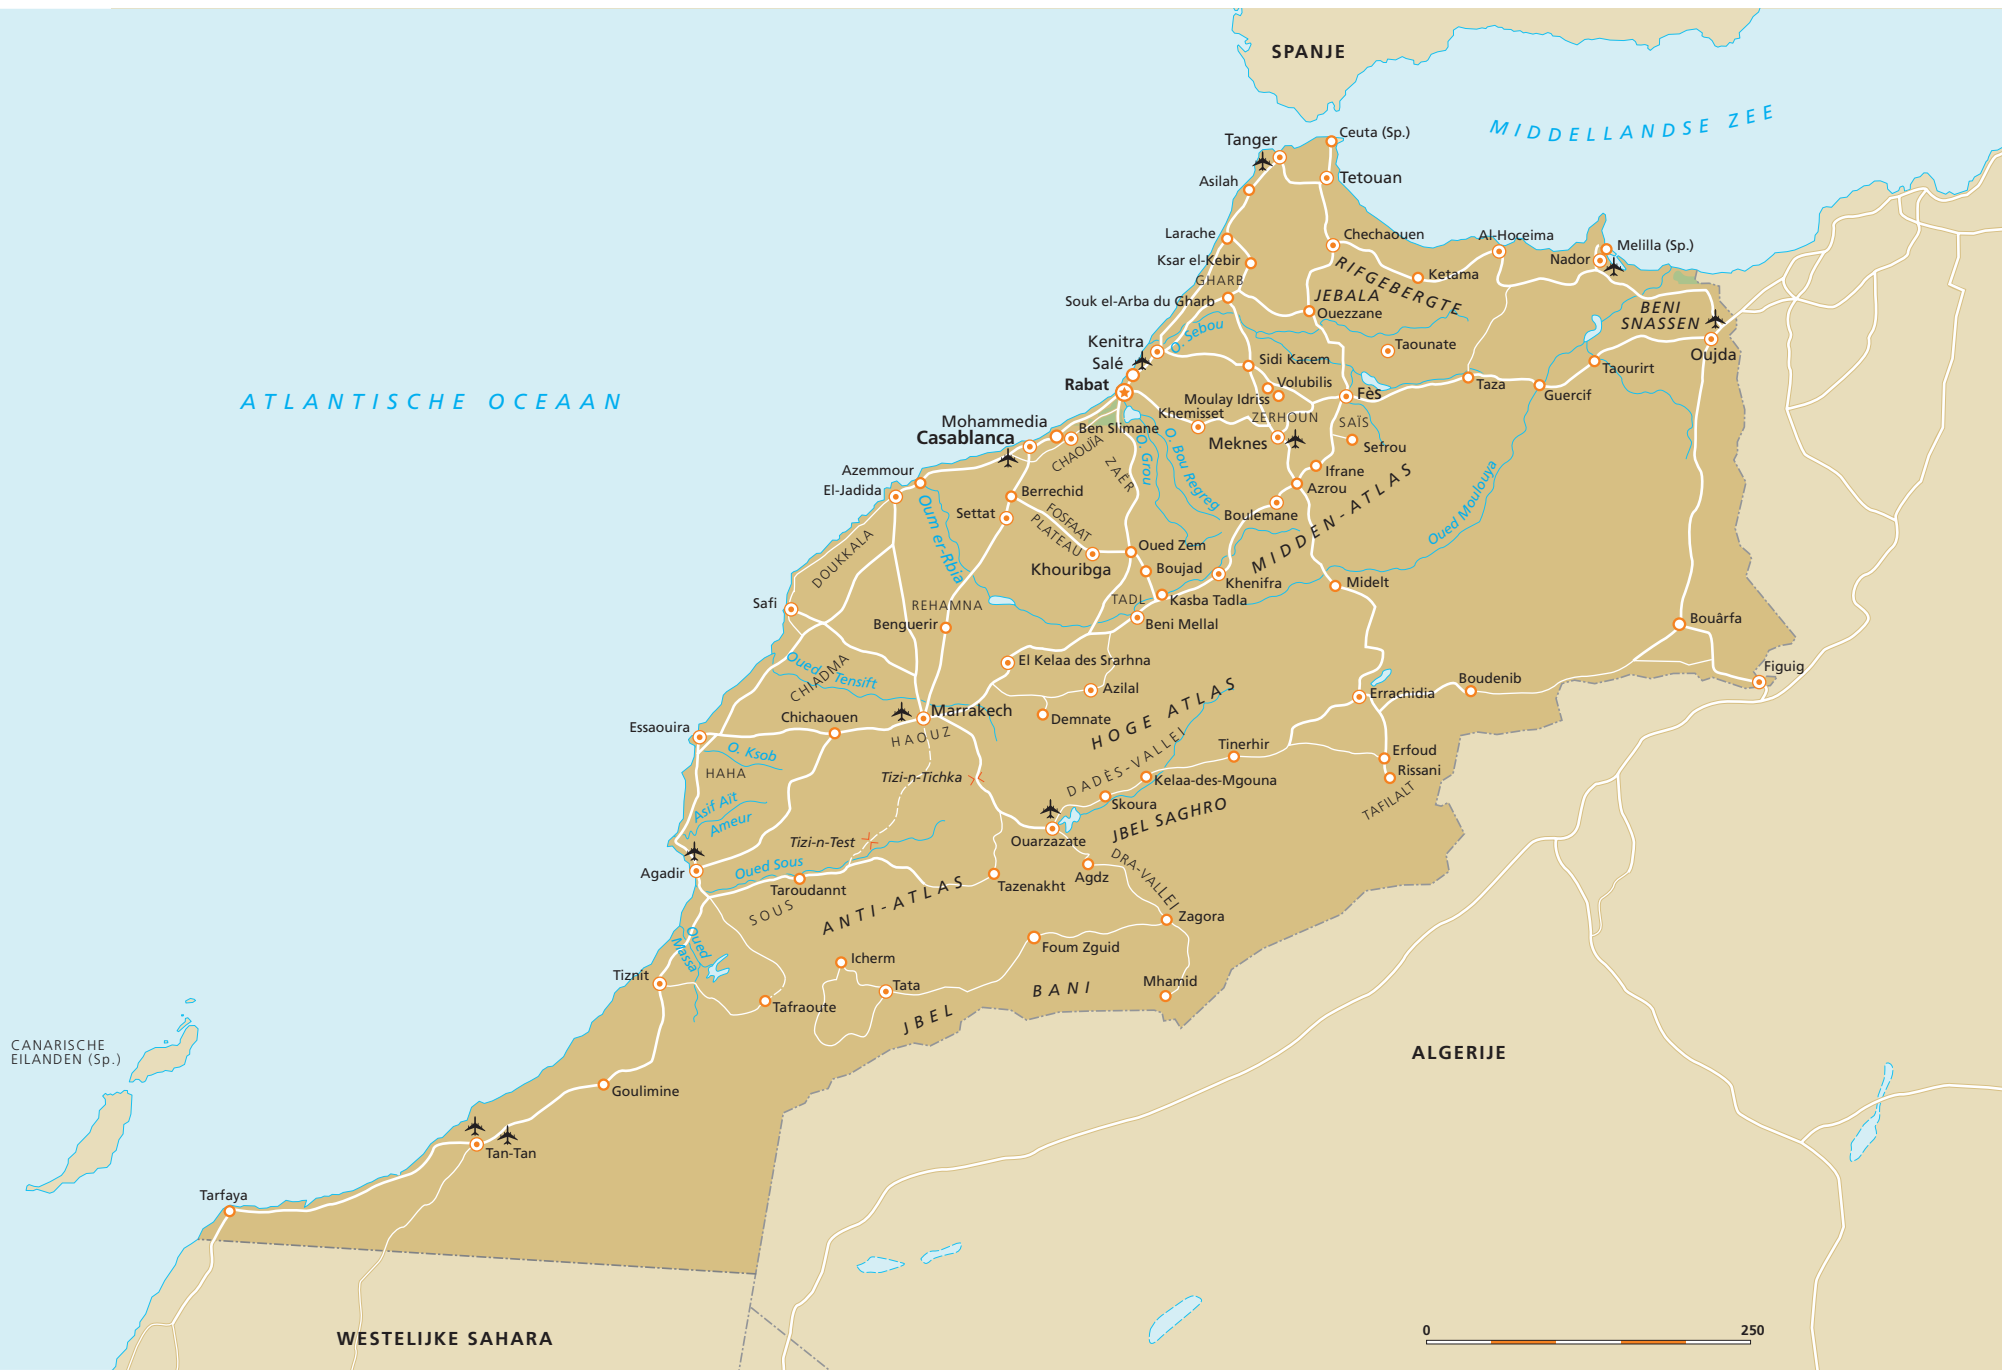 SPANJE
MIDDELLANDSE ZEE
Ceuta (Sp.)
Tanger
Tetouan
Asilah
Larache
Chechaouen
Al-Hoceima
Melilla (Sp.)
Nador
Ksar el-Kebir
RIFGEBERGTE
Ketama
GHARB
JEBALA
Souk el-Arba du Gharb
Ouezzane
BENI
SNASSEN
O. Sebou
Kenitra
Taounate
Oujda
Salé
Sidi Kacem
Taourirt
Rabat
Volubilis
Taza
Fès
Guercif
Moulay Idriss
ATLANTISCHE OCEAAN
Khemisset
ZERHOUN
SAÏS
Mohammedia
Ben Slimane
Casablanca
Meknes
Sefrou
CHAOUÏA
ZAËR
O. Grou
O. Bou Regreg
Ifrane
Azemmour
Azrou
El-Jadida
Berrechid
MIDDEN-ATLAS
Oued Moulouya
Settat
FOSFAAT
PLATEAU
Boulemane
Oum er-Rbia
DOUKKALA
Oued Zem
Khouribga
Boujad
Khenifra
Midelt
Safi
REHAMNA
TADL
Kasba Tadla
Benguerir
Beni Mellal
Bouârfa
Oued Tensift
CHIADMA
El Kelaa des Srarhna
Figuig
Azilal
Boudenib
Errachidia
HOGE ATLAS
Marrakech
Chichaouen
Demnate
Essaouira
HAOUZ
O. Ksob
DADÈS-VALLEI
Tinerhir
Erfoud
HAHA
Tizi-n-Tichka
Kelaa-des-Mgouna
Rissani
Skoura
TAFILALT
Asif Aït
Ameur
JBEL SAGHRO
Tizi-n-Test
Ouarzazate
Agadir
Oued Sous
DRA-VALLEI
Agdz
Taroudannt
Tazenakht
SOUS
ANTI-ATLAS
Zagora
Oued
Massa
Foum Zguid
Icherm
Tiznit
Tata
Mhamid
Tafraoute
JBEL BANI
CANARISCHE
EILANDEN (Sp.)
ALGERIJE
Goulimine
Tan-Tan
Tarfaya
WESTELIJKE SAHARA
0 250